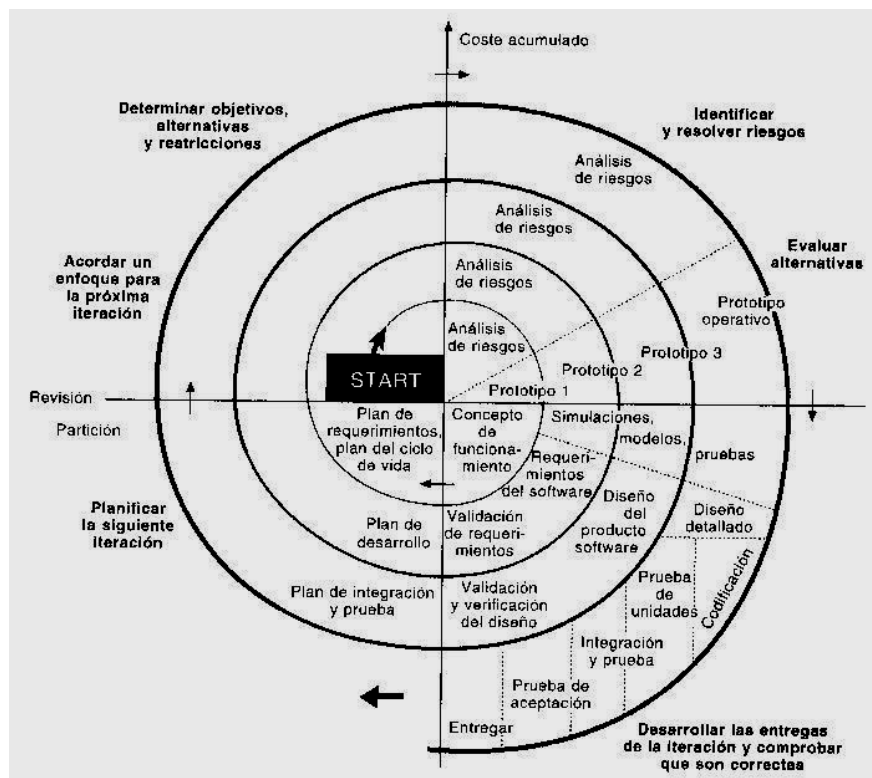 Coste acumulado
Determinar objetivos,
alternativas
y restricciones
Identificar
y resolver riesgos
Análisis
de riesgos
Análisis
de riesgos
Análisis
de riesgos
Análisis
de riesgos
Evaluar
alternativas
Acordar un
enfoque para
la próxima
iteración
Prototipo
operativo
Prototipo 3
Prototipo 2
Prototipo 1
START
Revisión
Partición
Plan de
requerimientos,
plan del ciclo
de vida
Concepto
de
funciona-
miento
Simulaciones,
modelos,
pruebas
Requeri-
mientos
del software
Diseño
del
producto
software
Diseño
detallado
Planificar
la siguiente
iteración
Plan de
desarrollo
Validación
de requeri-
mientos
Codificación
Prueba
de
unidades
Plan de integración
y prueba
Validación
y verificación
del diseño
Integración
y prueba
Prueba de
aceptación
Entregar
Desarrollar las entregas
de la iteración y comprobar
que son correctas